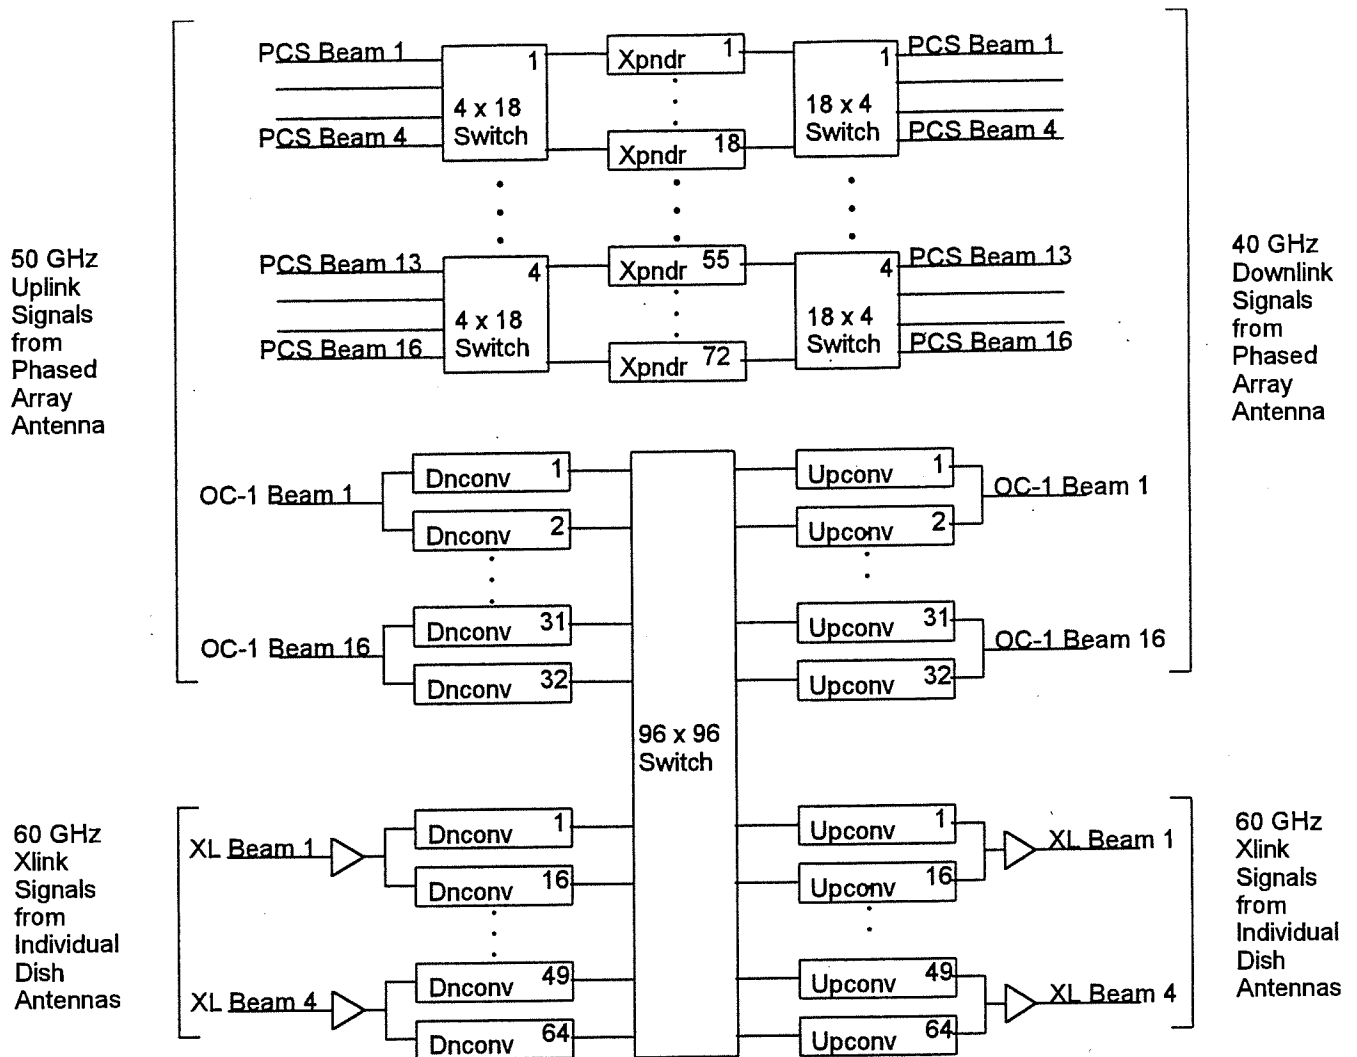 PCS Beam 1
1
Xpndr 1
1
PCS Beam 1
4 x 18
Switch
18 x 4
Switch
PCS Beam 4
Xpndr 18
PCS Beam 4
50 GHz
Uplink
Signals
from
Phased
Array
Antenna
PCS Beam 13
4
Xpndr 55
4
PCS Beam 13
40 GHz
Downlink
Signals
from
Phased
Array
Antenna
4 x 18
Switch
18 x 4
Switch
PCS Beam 16
Xpndr 72
PCS Beam 16
OC-1 Beam 1
Dnconv 1
Upconv 1
OC-1 Beam 1
Dnconv 2
Upconv 2
OC-1 Beam 16
Dnconv 31
Upconv 31
OC-1 Beam 16
Dnconv 32
Upconv 32
96 x 96
Switch
60 GHz
Xlink
Signals
from
Individual
Dish
Antennas
XL Beam 1
Dnconv 1
Upconv 1
XL Beam 1
60 GHz
Xlink
Signals
from
Individual
Dish
Antennas
Dnconv 16
Upconv 16
XL Beam 4
Dnconv 49
Upconv 49
XL Beam 4
Dnconv 64
Upconv 64